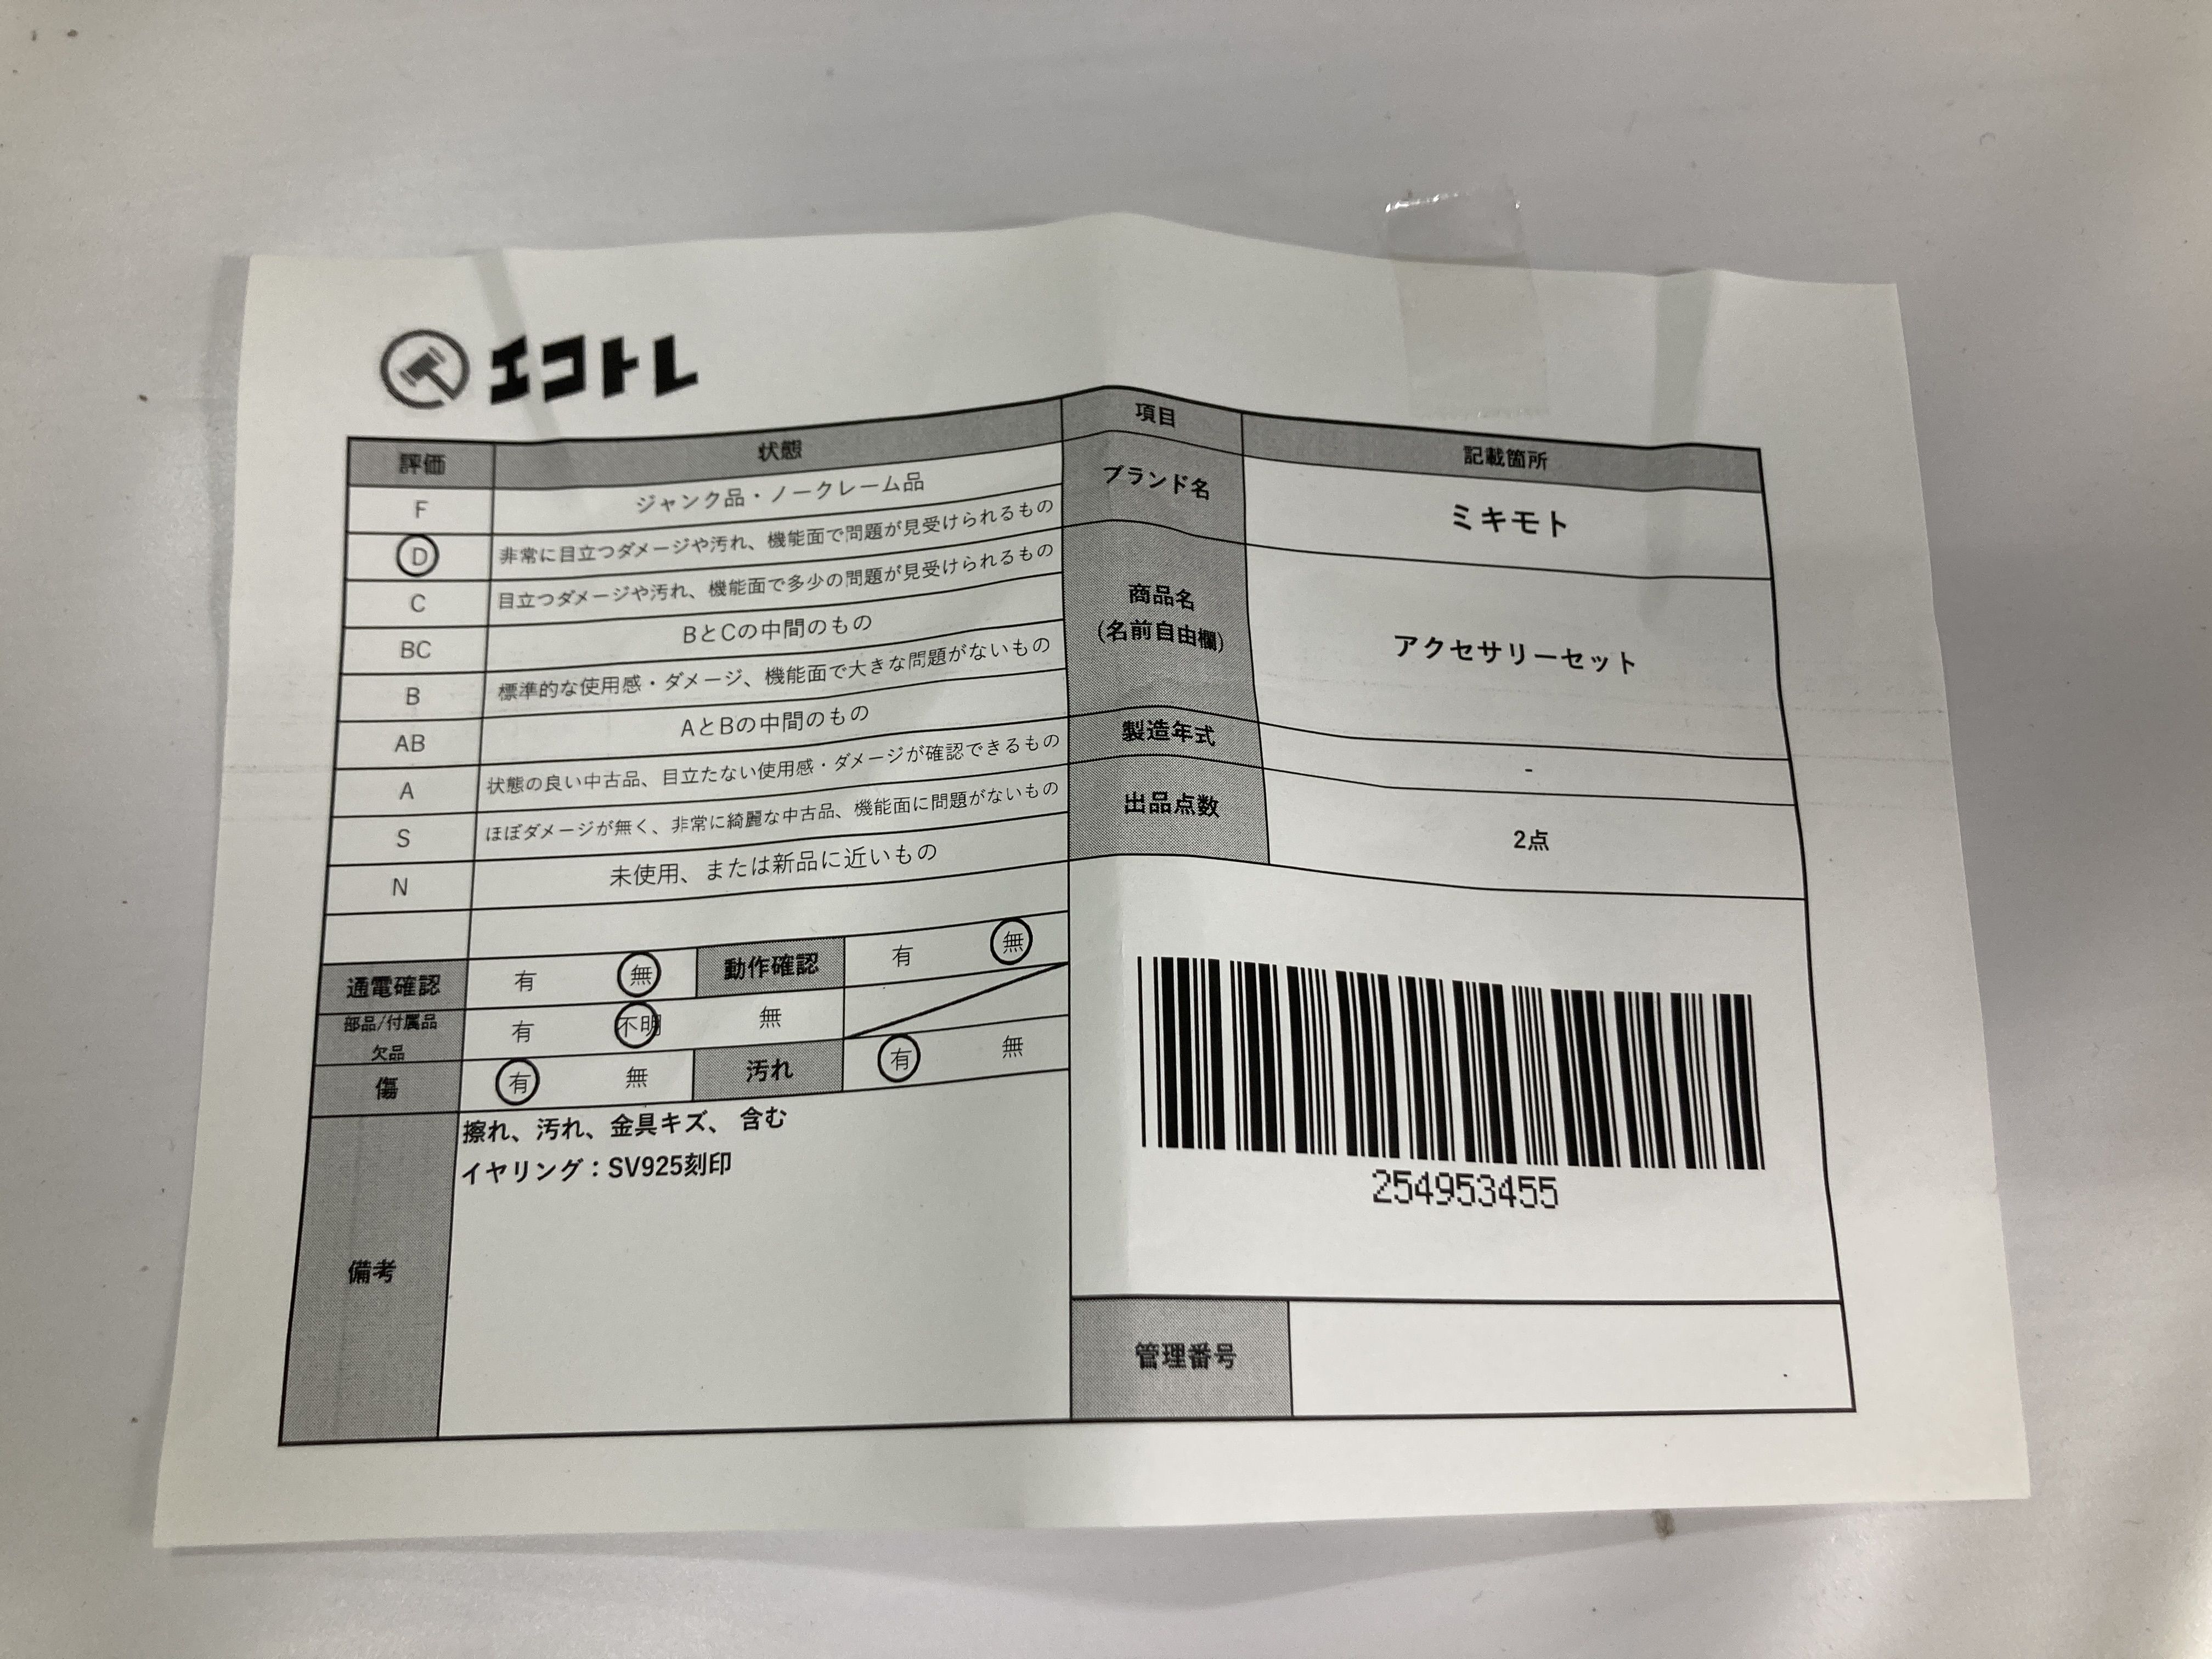 エコトレ
評価 状態
F ジャンク品・ノークレーム品
D 非常に目立つダメージや汚れ、機能面で問題が見受けられるもの
C 目立つダメージや汚れ、機能面で多少の問題が見受けられるもの
BC BとCの中間のもの
B 標準的な使用感・ダメージ、機能面で大きな問題がないもの
AB AとBの中間のもの
A 状態の良い中古品、目立たない使用感・ダメージが確認できるもの
S ほぼダメージが無く、非常に綺麗な中古品、機能面に問題がないもの
N 未使用、または新品に近いもの
通電確認 有 無 動作確認 有 無
部品/付属品
欠品 有 不明 無
傷 有 無 汚れ 有 無
備考
擦れ、汚れ、金具キズ、 含む
イヤリング：SV925刻印
項目 記載箇所
ブランド名 ミキモト
商品名
(名前自由欄)
アクセサリーセット
製造年式 -
出品点数 2点
254953455
管理番号